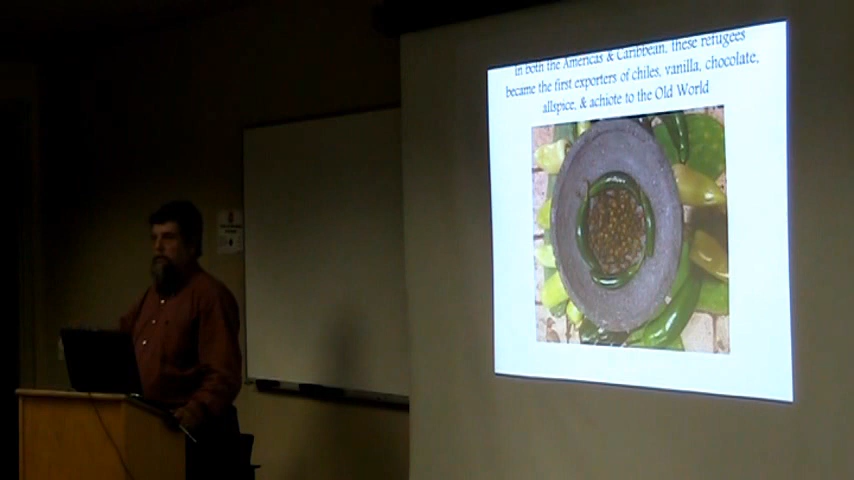 In both the Americas & Caribbean, these refugees
became the first exporters of chiles, vanilla, chocolate,
allspice, & achiote to the Old World